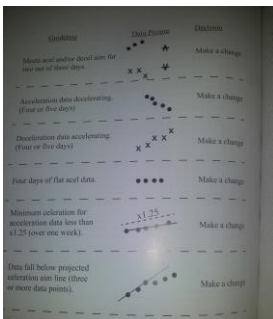 Guideline Data Picture Decision
Meets acel and/or decel aim for Make a change
two out of three days.
Acceleration data decelerating. Make a change
(Four or five days)
Deceleration data accelerating. Make a change
(Four or five days)
Four days of flat acel data. Make a change
Minimum celeration for x1.25
acceleration data less than Make a change
x1.25 (over one week).
Data fall below projected
celeration aim line (three Make a change
or more data points).